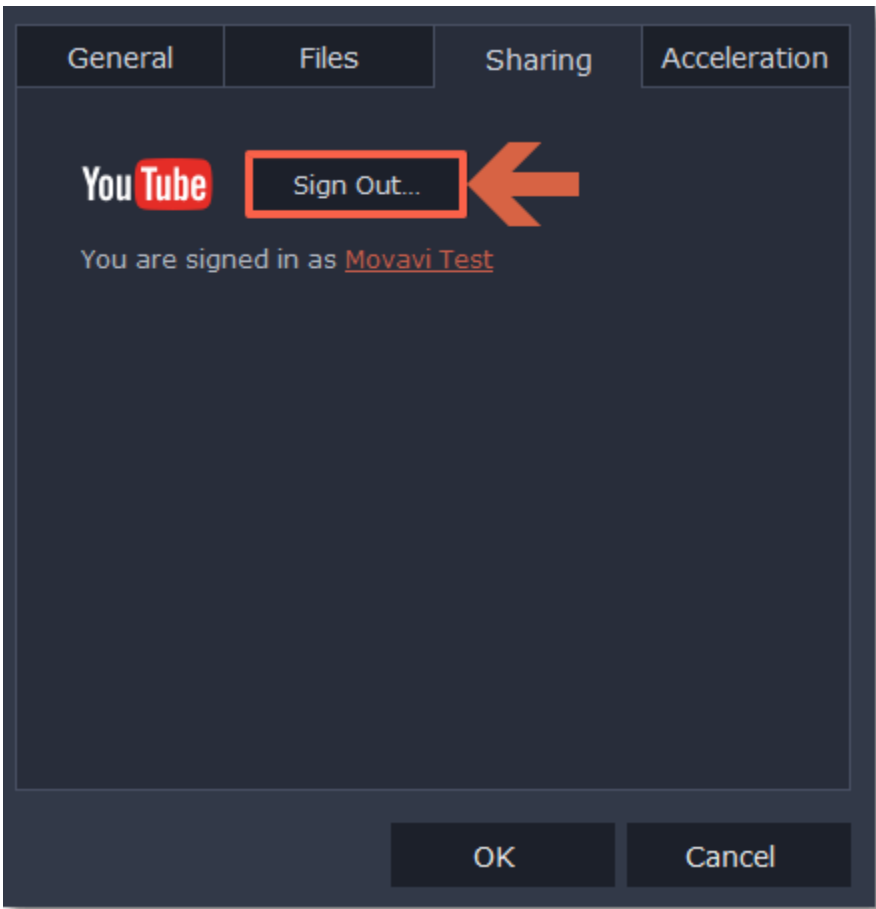 General Files Sharing Acceleration
YouTube Sign Out...
You are signed in as Movavi Test
OK Cancel